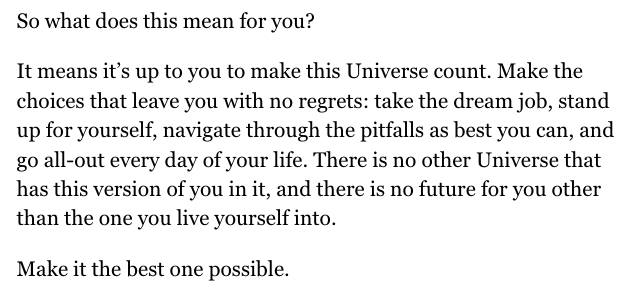 So what does this mean for you?
It means it’s up to you to make this Universe count. Make the
choices that leave you with no regrets: take the dream job, stand
up for yourself, navigate through the pitfalls as best you can, and
go all-out every day of your life. There is no other Universe that
has this version of you in it, and there is no future for you other
than the one you live yourself into.
Make it the best one possible.